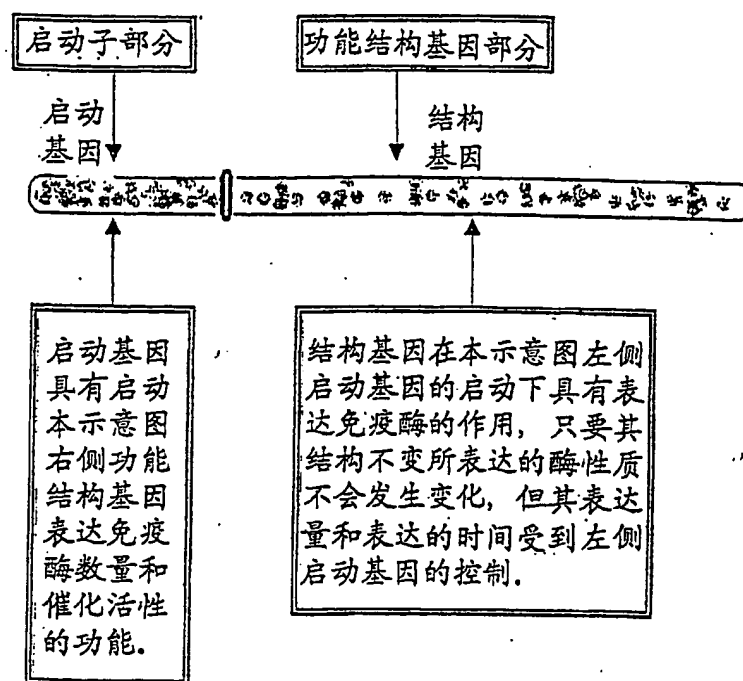 启动子部分
功能结构基因部分
启动
基因
结构
基因
启动基因
具有启动
本示意图
右侧功能
结构基因
表达免疫
酶数量和
催化活性
的功能.
结构基因在本示意图左侧
启动基因的启动下具有表
达免疫酶的作用, 只要其
结构不变所表达的酶性质
不会发生变化, 但其表达
量和表达的时间受到左侧
启动基因的控制.